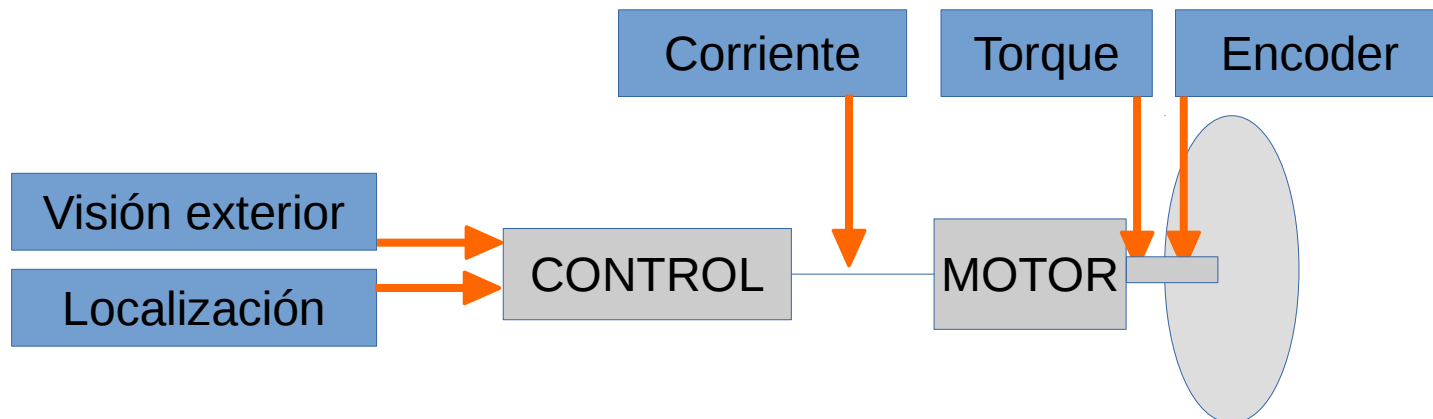 Corriente
Torque
Encoder
Visión exterior
CONTROL
MOTOR
Localización